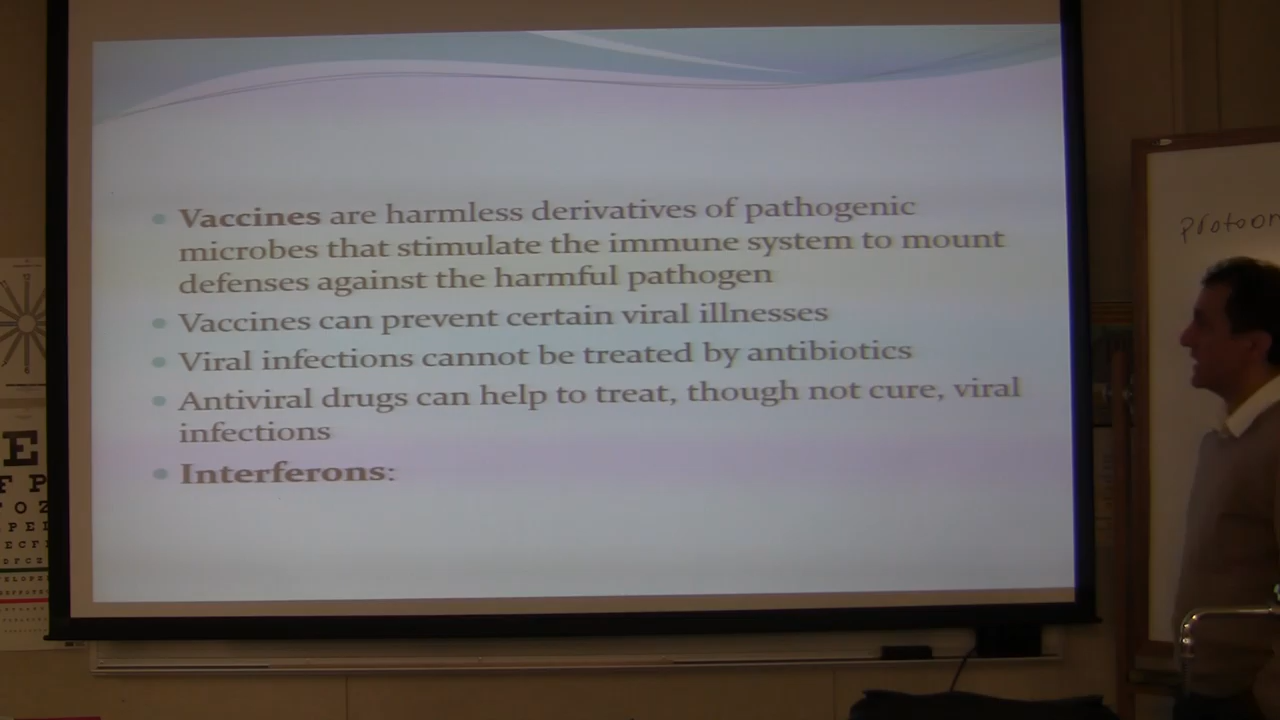 Vaccines are harmless derivatives of pathogenic
microbes that stimulate the immune system to mount
defenses against the harmful pathogen
Vaccines can prevent certain viral illnesses
Viral infections cannot be treated by antibiotics
Antiviral drugs can help to treat, though not cure, viral
infections
Interferons:
E
F P
OZ
PED